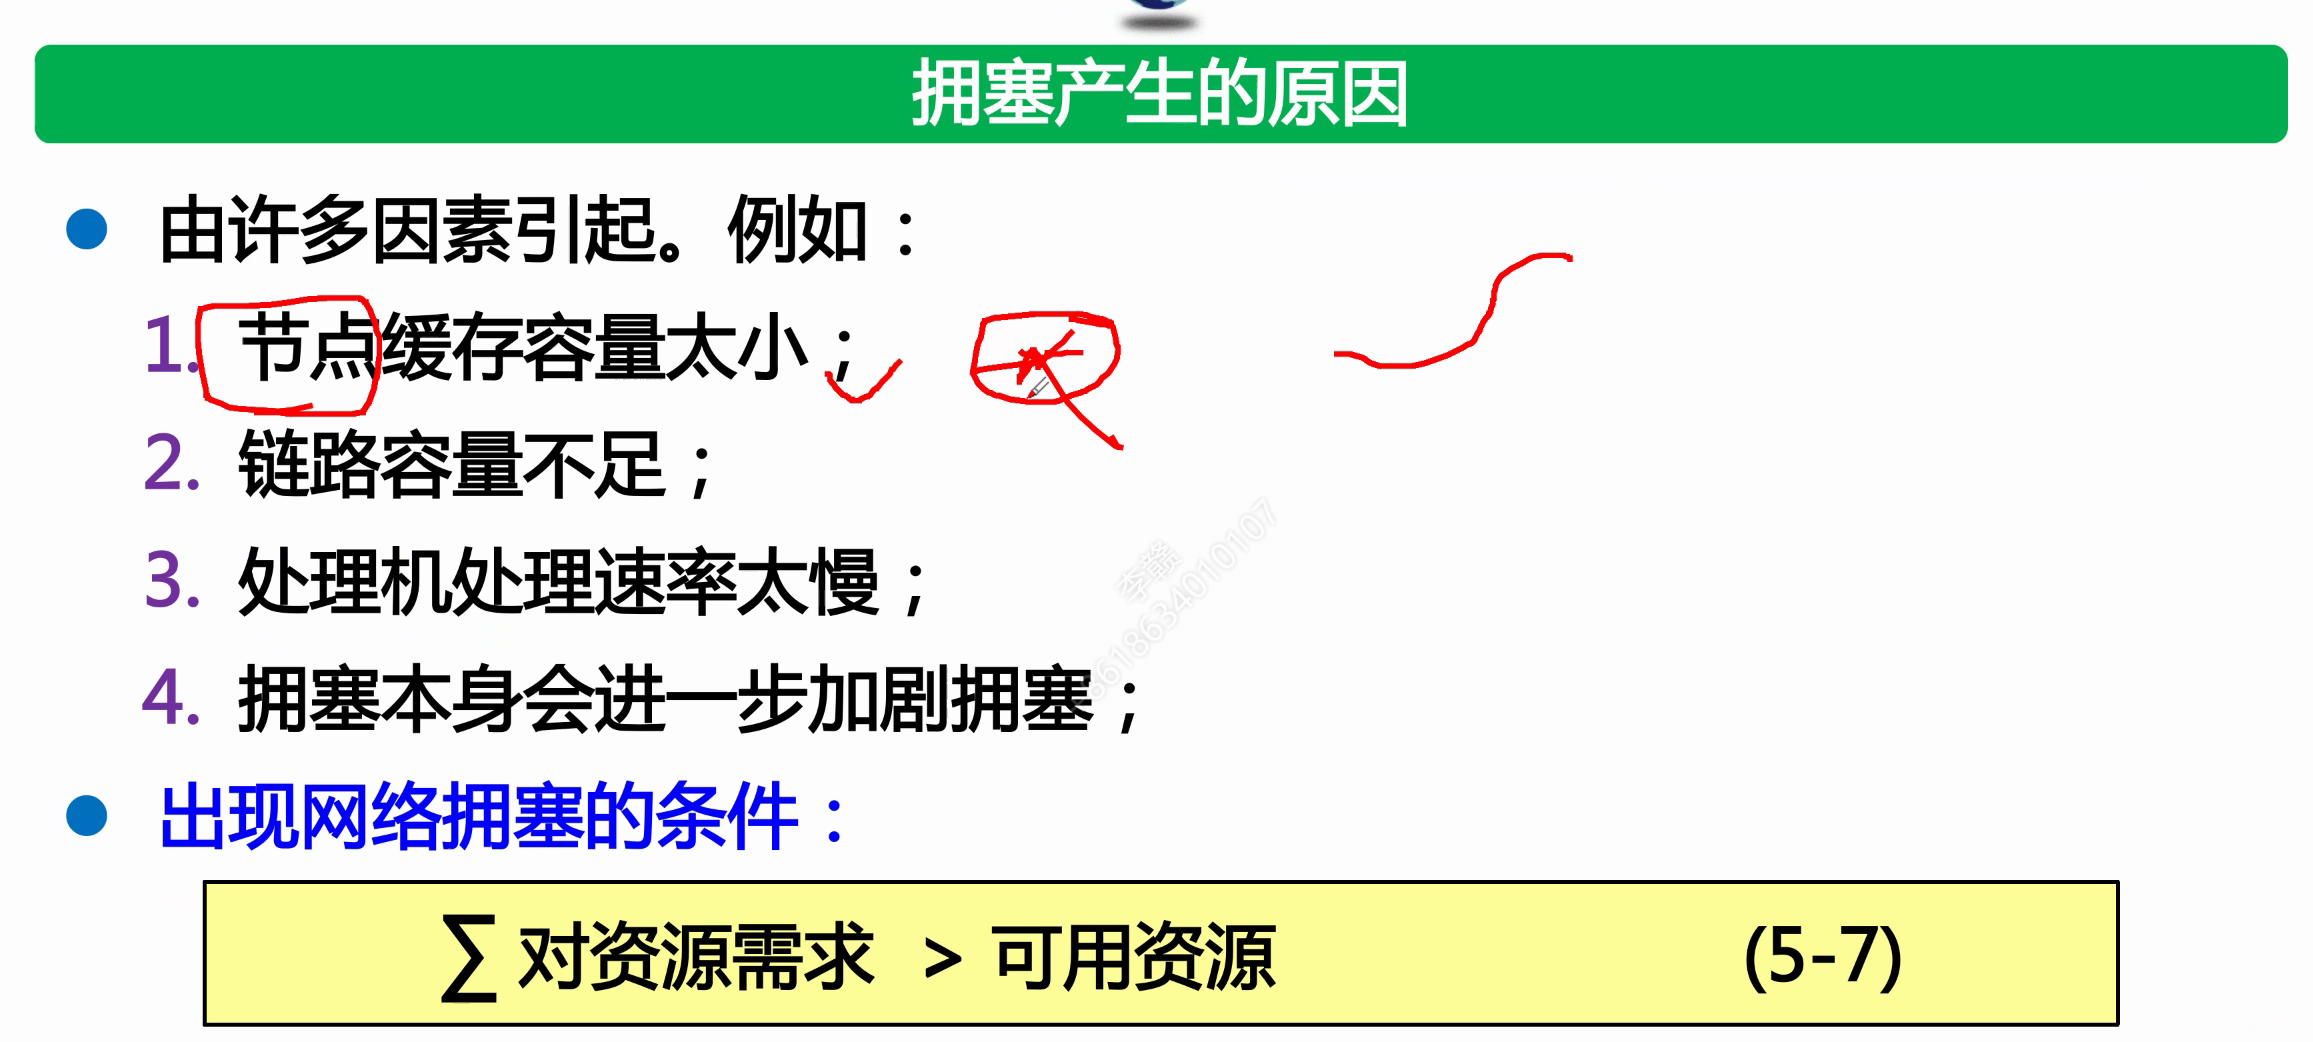 拥塞产生的原因
由许多因素引起。例如：
1. 节点缓存容量太小；
2. 链路容量不足；
3. 处理机处理速率太慢；
4. 拥塞本身会进一步加剧拥塞；
李赣
18618634010107
出现网络拥塞的条件：
∑ 对资源需求 > 可用资源 (5-7)